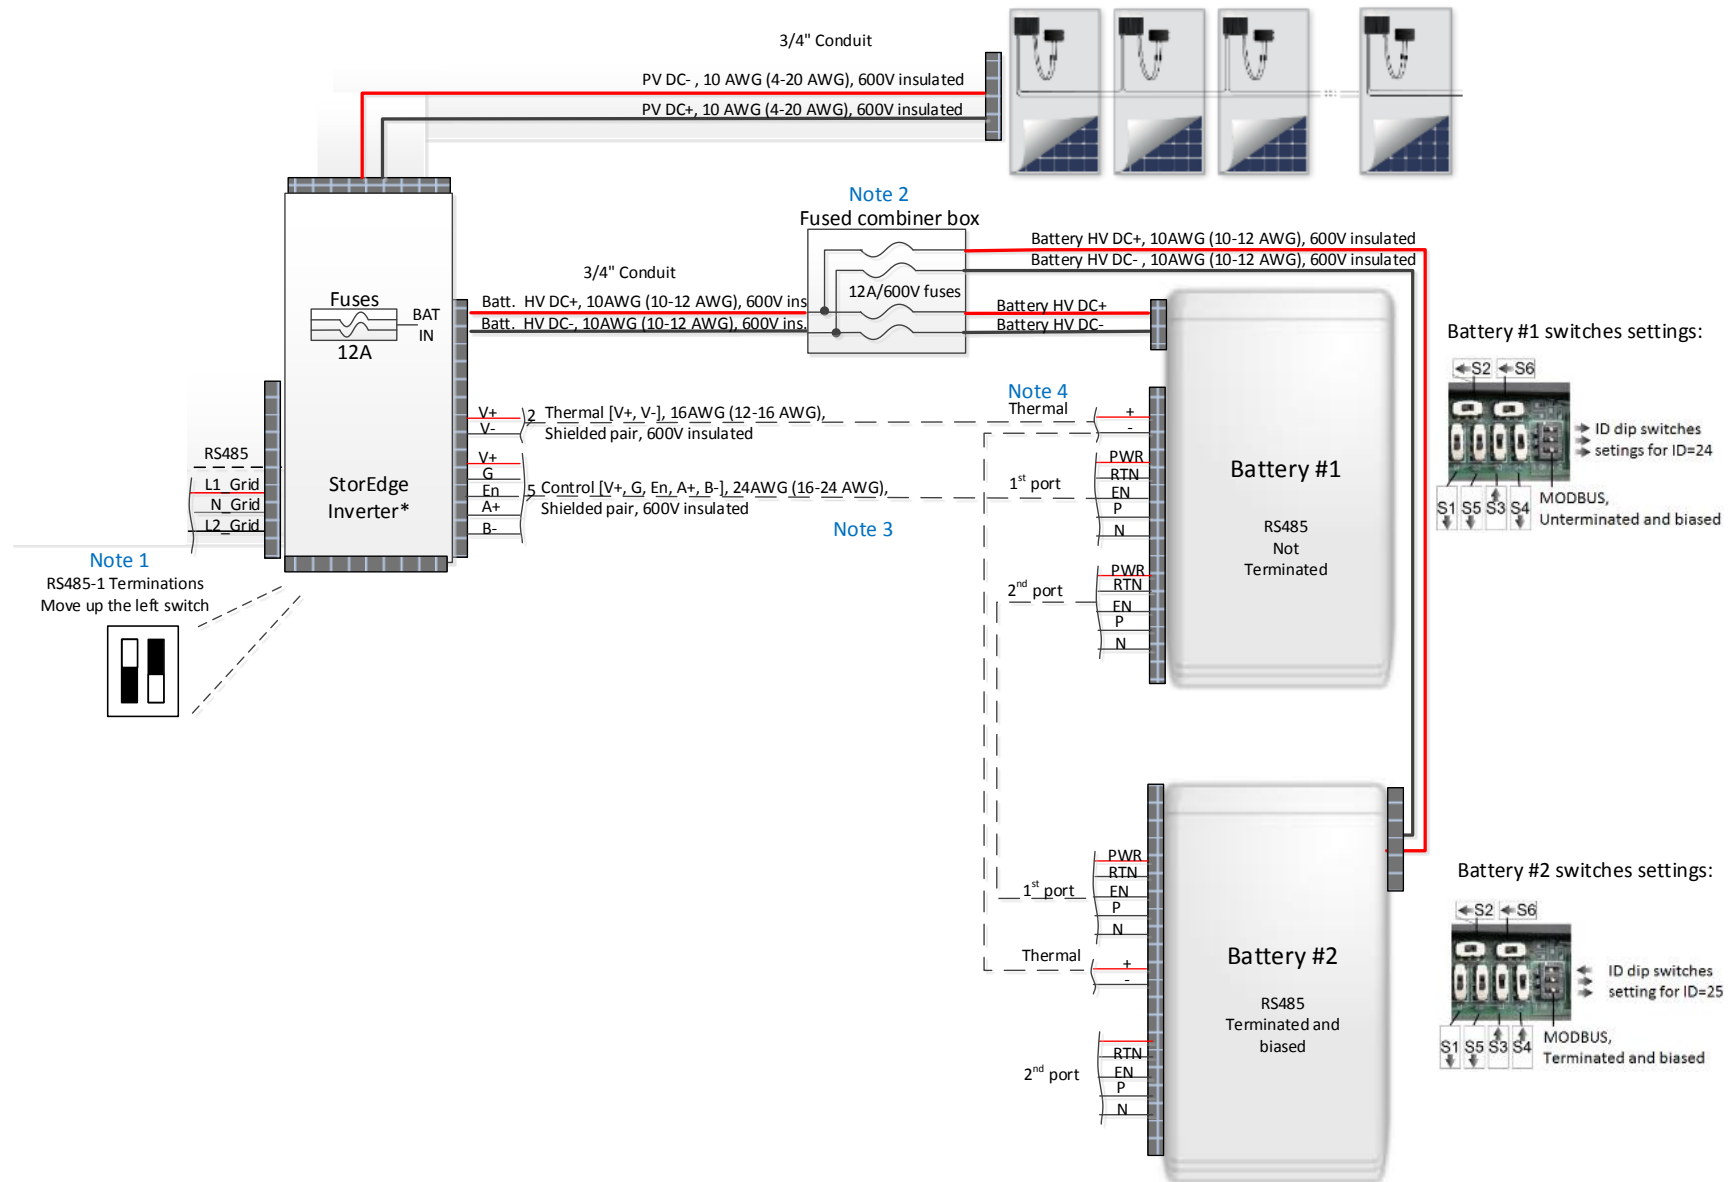 3/4" Conduit
PV DC- , 10 AWG (4-20 AWG), 600V insulated
PV DC+, 10 AWG (4-20 AWG), 600V insulated
Note 2
Fused combiner box
Battery HV DC+, 10AWG (10-12 AWG), 600V insulated
Battery HV DC- , 10AWG (10-12 AWG), 600V insulated
3/4" Conduit
12A/600V fuses
Batt. HV DC+, 10AWG (10-12 AWG), 600V ins
Batt. HV DC-, 10AWG (10-12 AWG), 600V ins.
Battery HV DC+
Battery HV DC-
Fuses
12A
BAT
IN
StorEdge
Inverter*
RS485
L1_Grid
N_Grid
L2_Grid
V+
V-
2
Thermal [V+, V-], 16AWG (12-16 AWG),
Shielded pair, 600V insulated
V+
G
En
A+
B-
5
Control [V+, G, En, A+, B-], 24AWG (16-24 AWG),
Shielded pair, 600V insulated
Note 3
Note 4
Thermal
+
-
1st port
PWR
RTN
EN
P
N
2nd port
PWR
RTN
EN
P
N
Battery #1
RS485
Not
Terminated
Battery #1 switches settings:
S2
S6
ID dip switches
setings for ID=24
S1
S5
S3
S4
MODBUS,
Unterminated and biased
Note 1
RS485-1 Terminations
Move up the left switch
1st port
PWR
RTN
EN
P
N
Thermal
+
-
2nd port
RTN
EN
P
N
Battery #2
RS485
Terminated and
biased
Battery #2 switches settings:
S2
S6
ID dip switches
setting for ID=25
S1
S5
S3
S4
MODBUS,
Terminated and biased